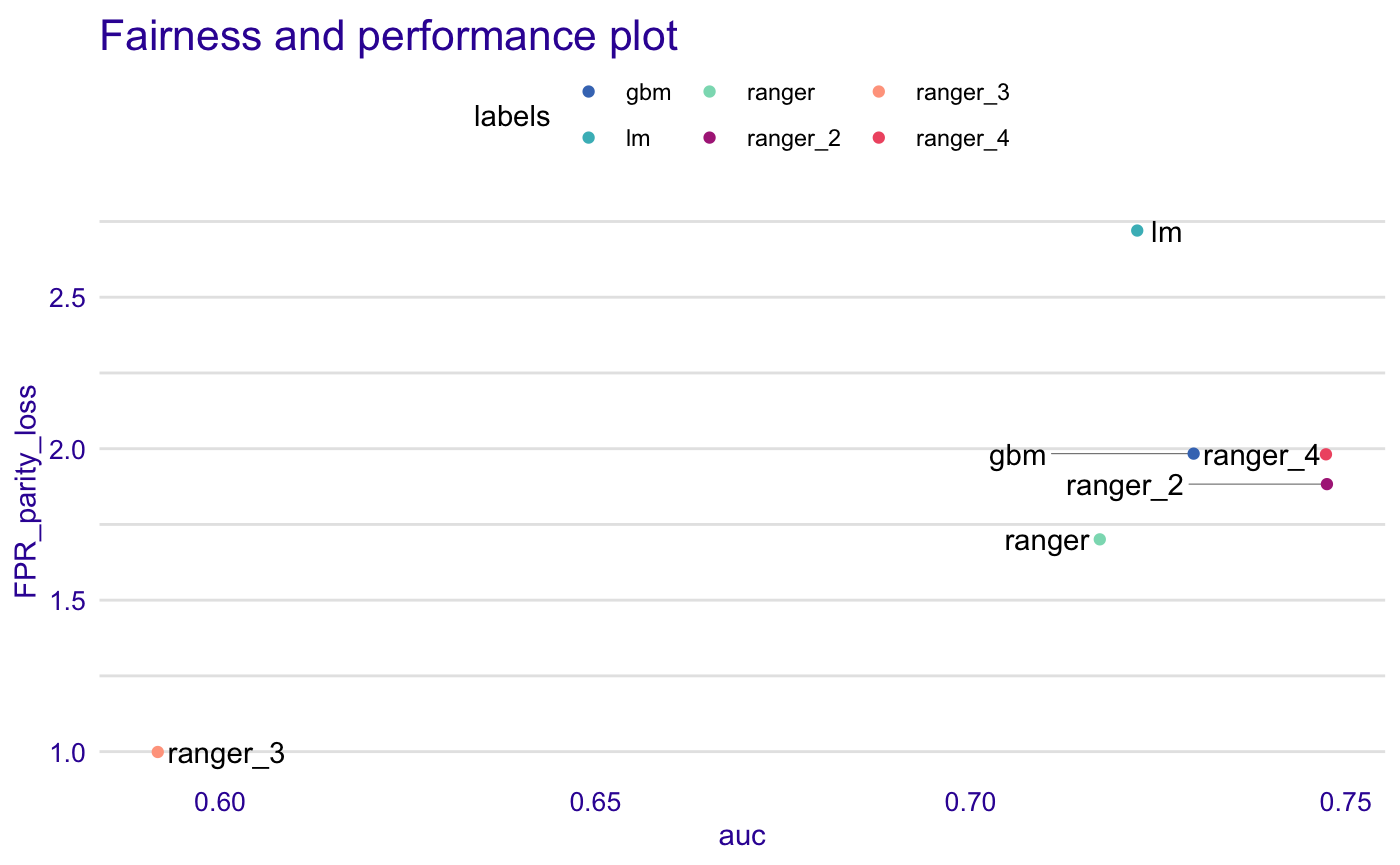 Fairness and performance plot
labels
gbm
ranger
ranger_3
lm
ranger_2
ranger_4
lm
2.5
FPR_parity_loss
2.0
gbm
ranger_4
ranger_2
ranger
1.5
1.0
ranger_3
0.60
0.65
0.70
0.75
auc